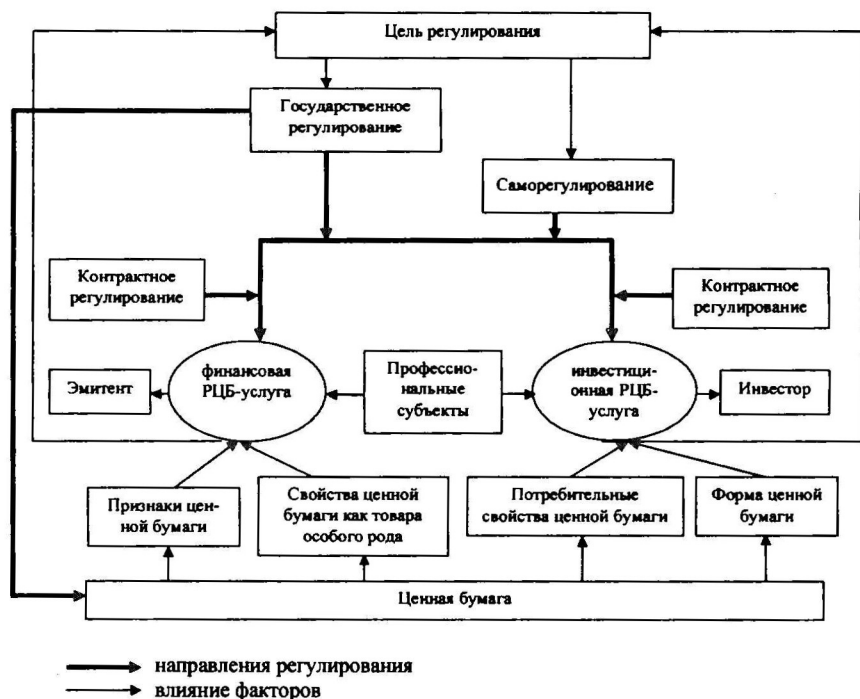 Цель регулирования
Государственное
регулирование
Саморегулирование
Контрактное
регулирование
Контрактное
регулирование
Эмитент
финансовая
РЦБ-услуга
Профессио-
нальные
субъекты
инвестици-
онная РЦБ-
услуга
Инвестор
Признаки цен-
ной бумаги
Свойства ценной
бумаги как товара
особого рода
Потребительные
свойства ценной бумаги
Форма ценной
бумаги
Ценная бумага
направления регулирования
влияние факторов